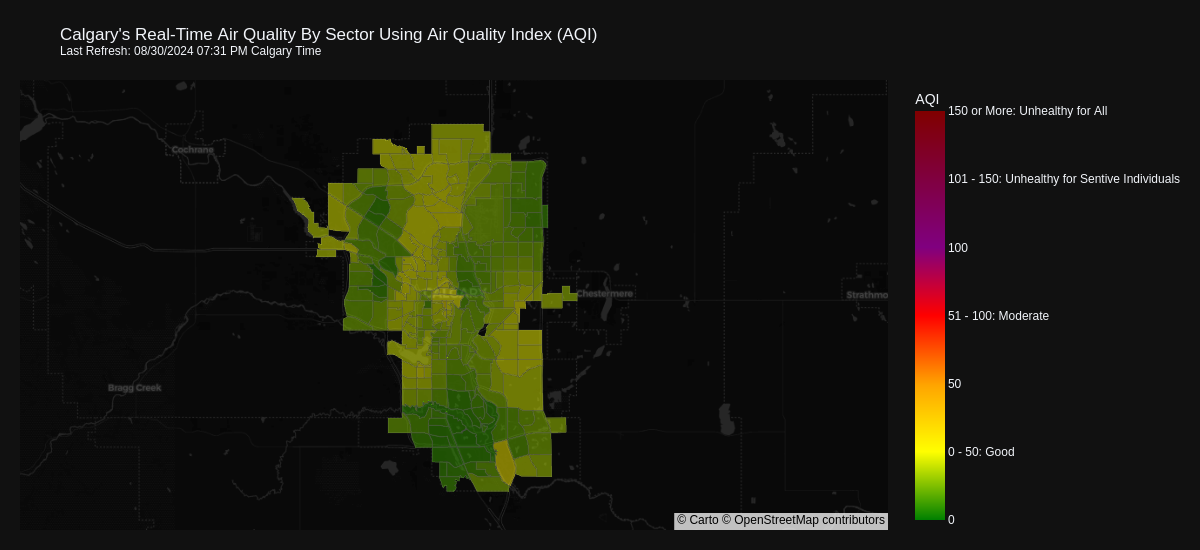 Calgary's Real-Time Air Quality By Sector Using Air Quality Index (AQI)
Last Refresh: 08/30/2024 07:31 PM Calgary Time
AQI
150 or More: Unhealthy for All
Cochrane
101 - 150: Unhealthy for Sentive Individuals
100
CALGARY
Chestermere
Strathmo
51 - 100: Moderate
50
Bragg Creek
0 - 50: Good
0
© Carto © OpenStreetMap contributors